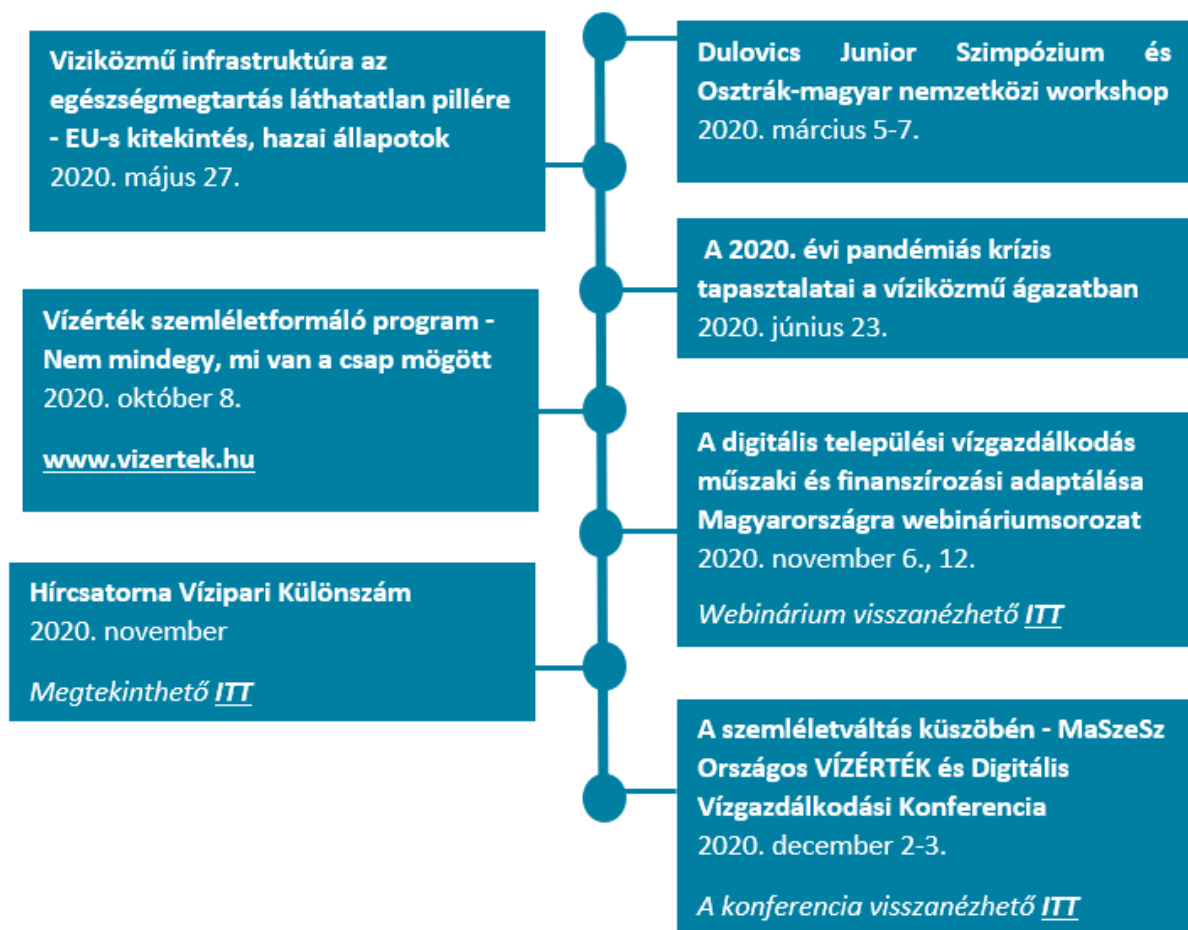 Dulovics Junior Szimpózium és
Osztrák-magyar nemzetközi workshop
2020. március 5-7.
Viziközmű infrastruktúra az
egészségmegtartás láthatatlan pillére
- EU-s kitekintés, hazai állapotok
2020. május 27.
A 2020. évi pandémiás krízis
tapasztalatai a víziközmű ágazatban
2020. június 23.
Vízérték szemléletformáló program -
Nem mindegy, mi van a csap mögött
2020. október 8.
www.vizertek.hu
A digitális települési vízgazdálkodás
műszaki és finanszírozási adaptálása
Magyarországra webináriumsorozat
2020. november 6., 12.
Webinárium visszanézhető ITT
Hírcsatorna Vízipari Különszám
2020. november
Megtekinthető ITT
A szemléletváltás küszöbén - MaSzeSz
Országos VÍZÉRTÉK és Digitális
Vízgazdálkodási Konferencia
2020. december 2-3.
A konferencia visszanézhető ITT